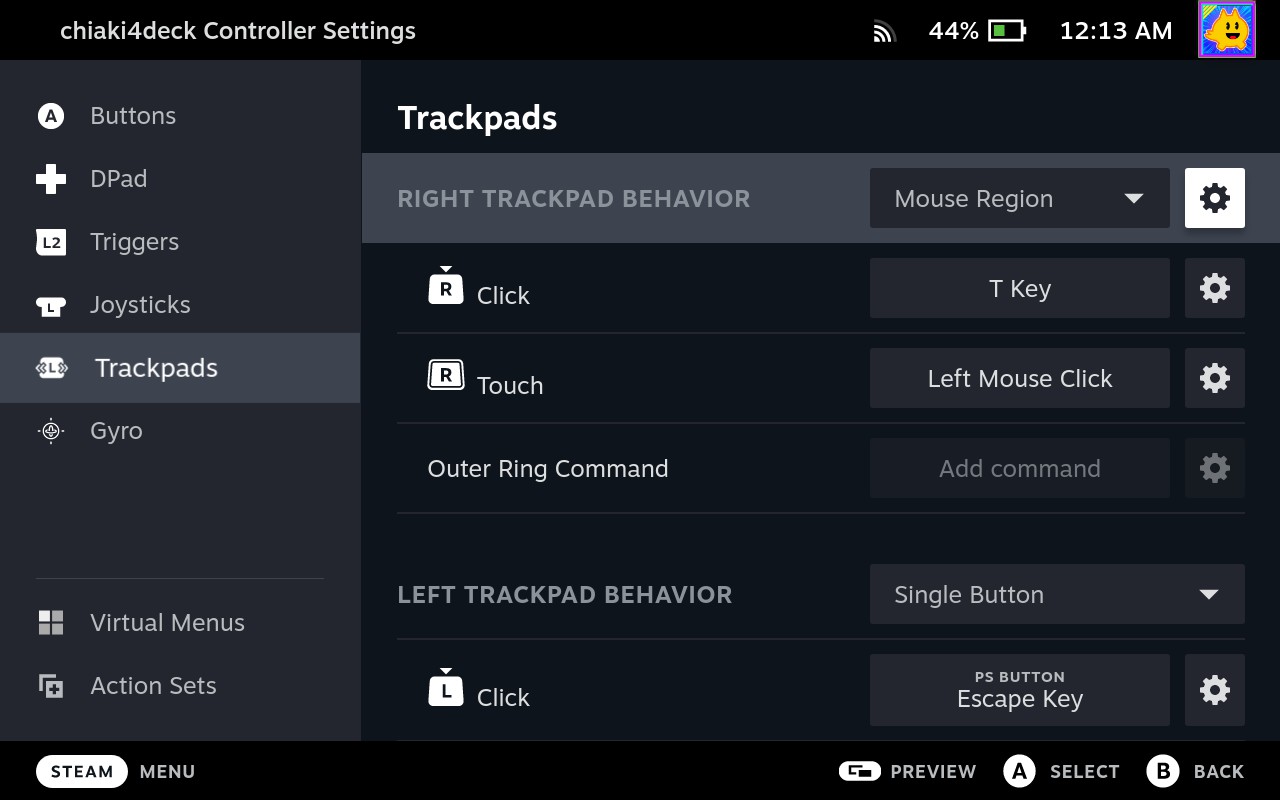 chiaki4deck Controller Settings
44%
12:13 AM
A Buttons
DPad
L2 Triggers
L Joysticks
L Trackpads
Gyro
Virtual Menus
Action Sets
Trackpads
RIGHT TRACKPAD BEHAVIOR
Mouse Region
R Click
T Key
R Touch
Left Mouse Click
Outer Ring Command
Add command
LEFT TRACKPAD BEHAVIOR
Single Button
L Click
PS BUTTON
Escape Key
STEAM MENU
PREVIEW
A SELECT
B BACK